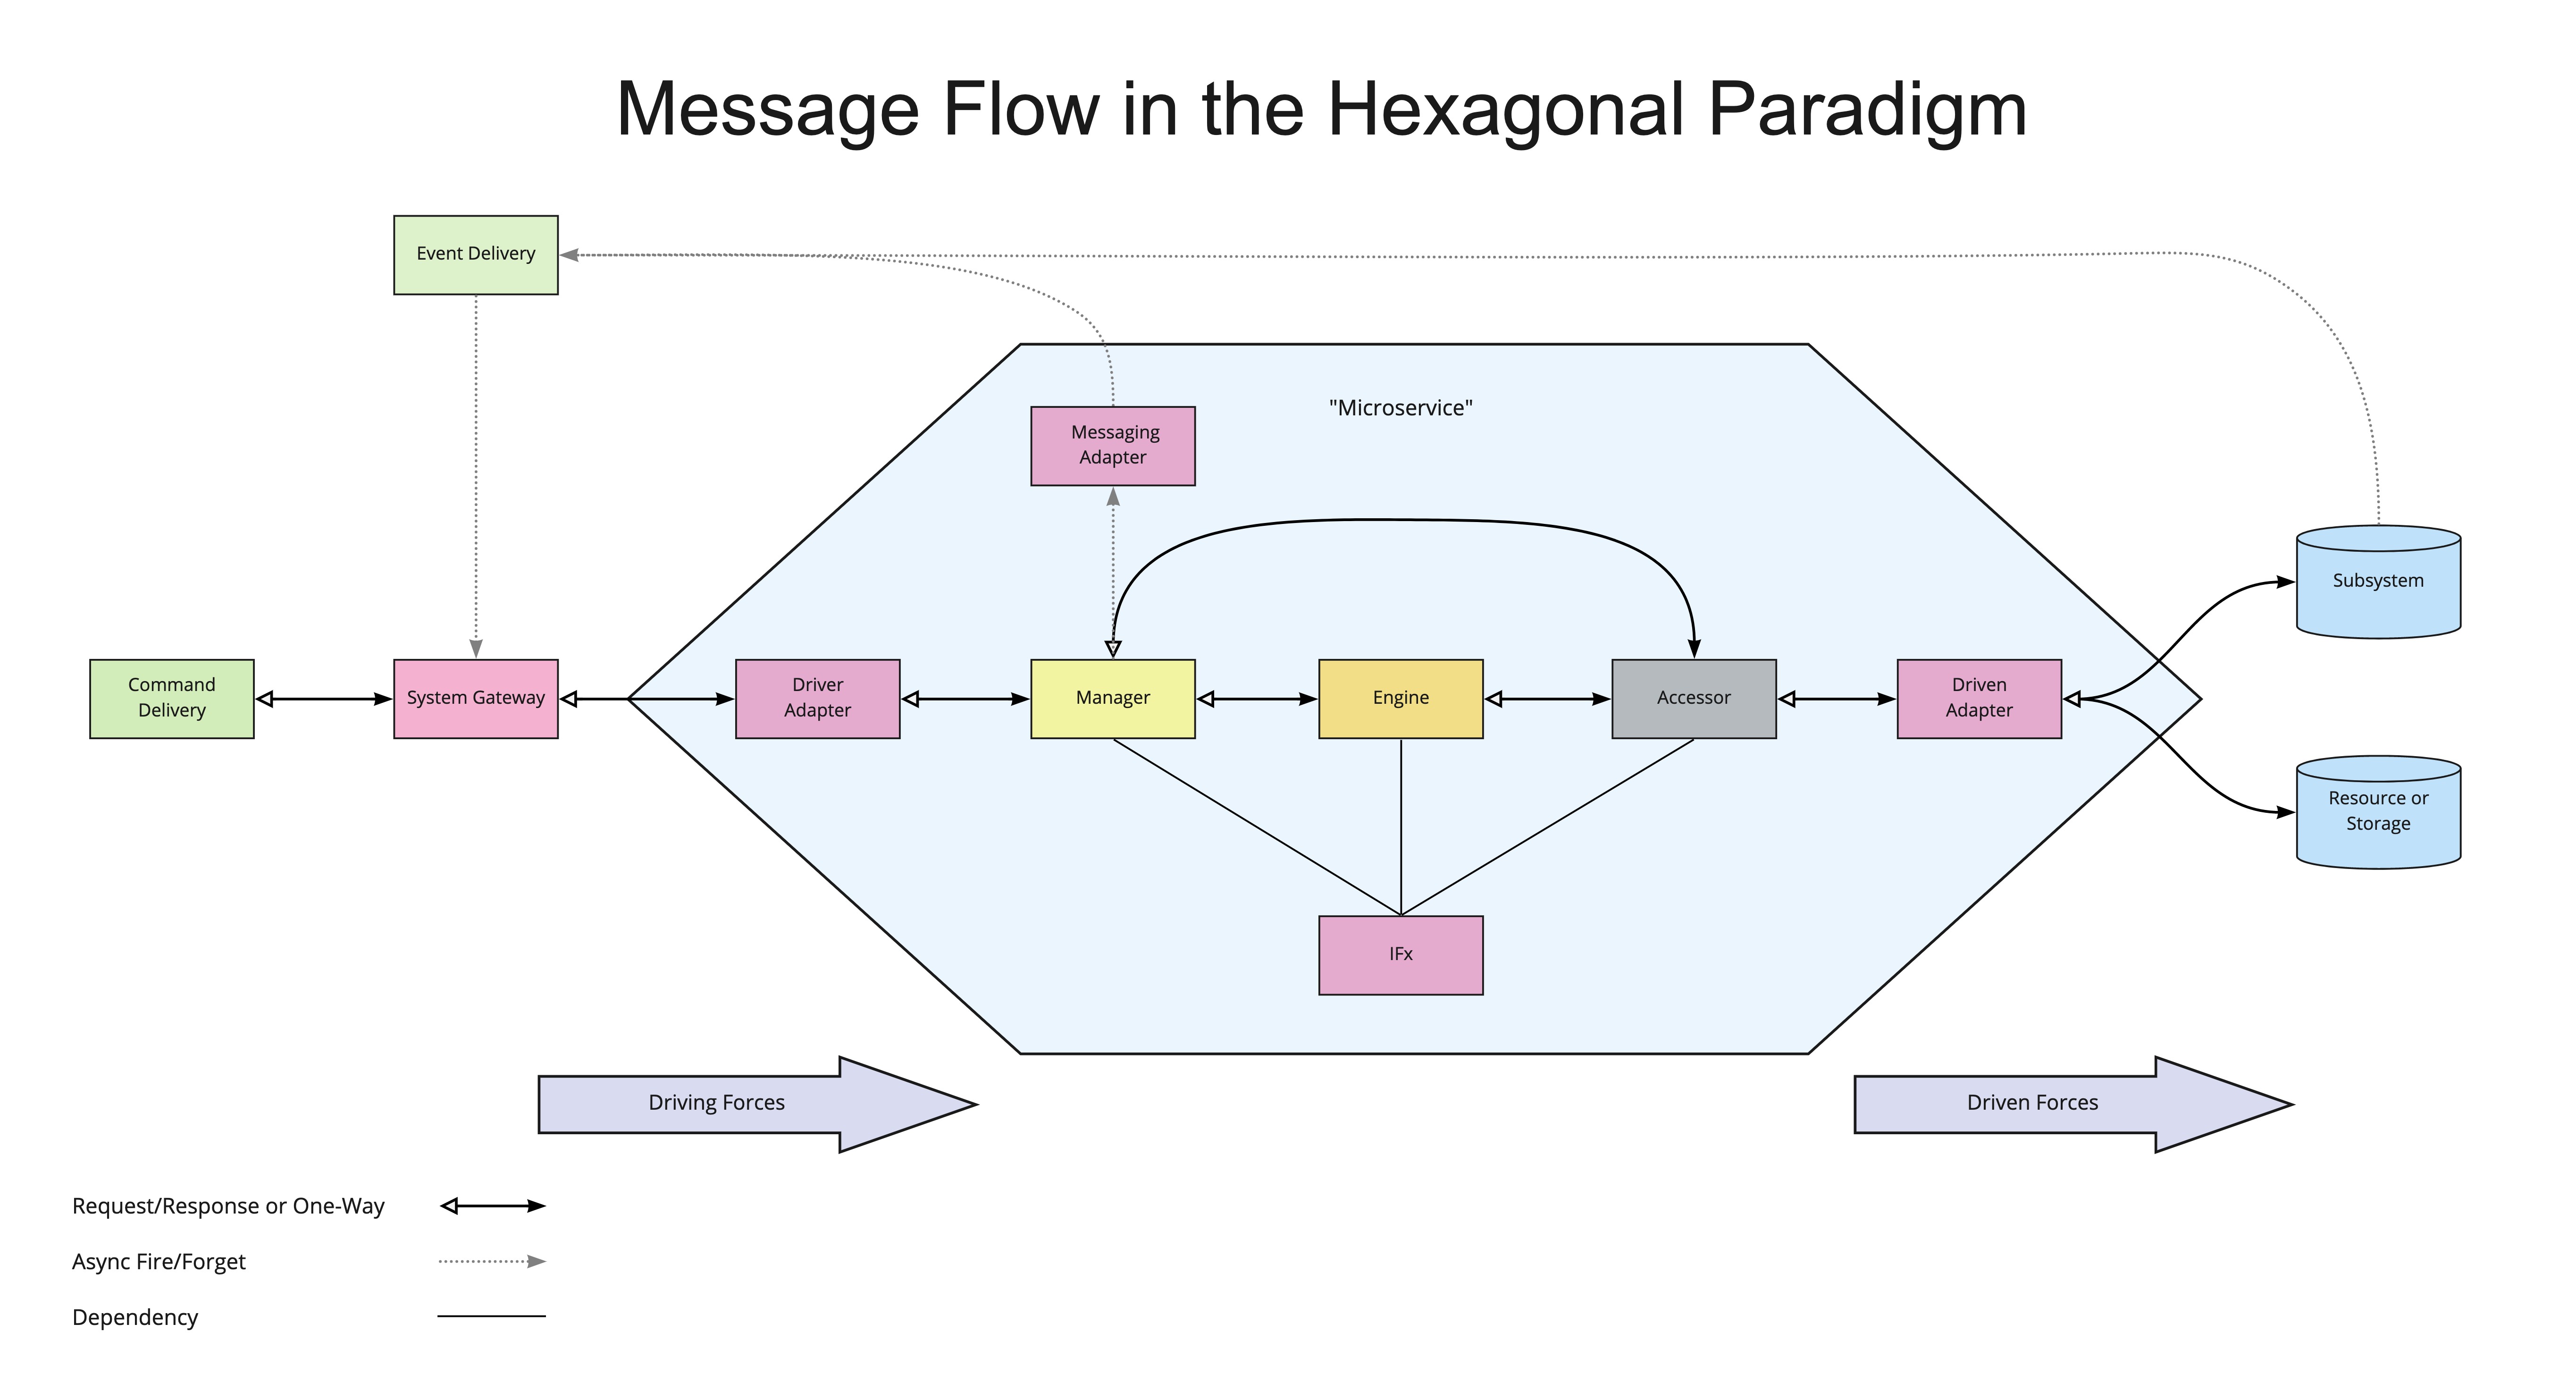 Message Flow in the Hexagonal Paradigm
Event Delivery
"Microservice"
Messaging
Adapter
Subsystem
Command
Delivery
System Gateway
Driver
Adapter
Manager
Engine
Accessor
Driven
Adapter
Resource or
Storage
IFx
Driving Forces
Driven Forces
Request/Response or One-Way
Async Fire/Forget
Dependency